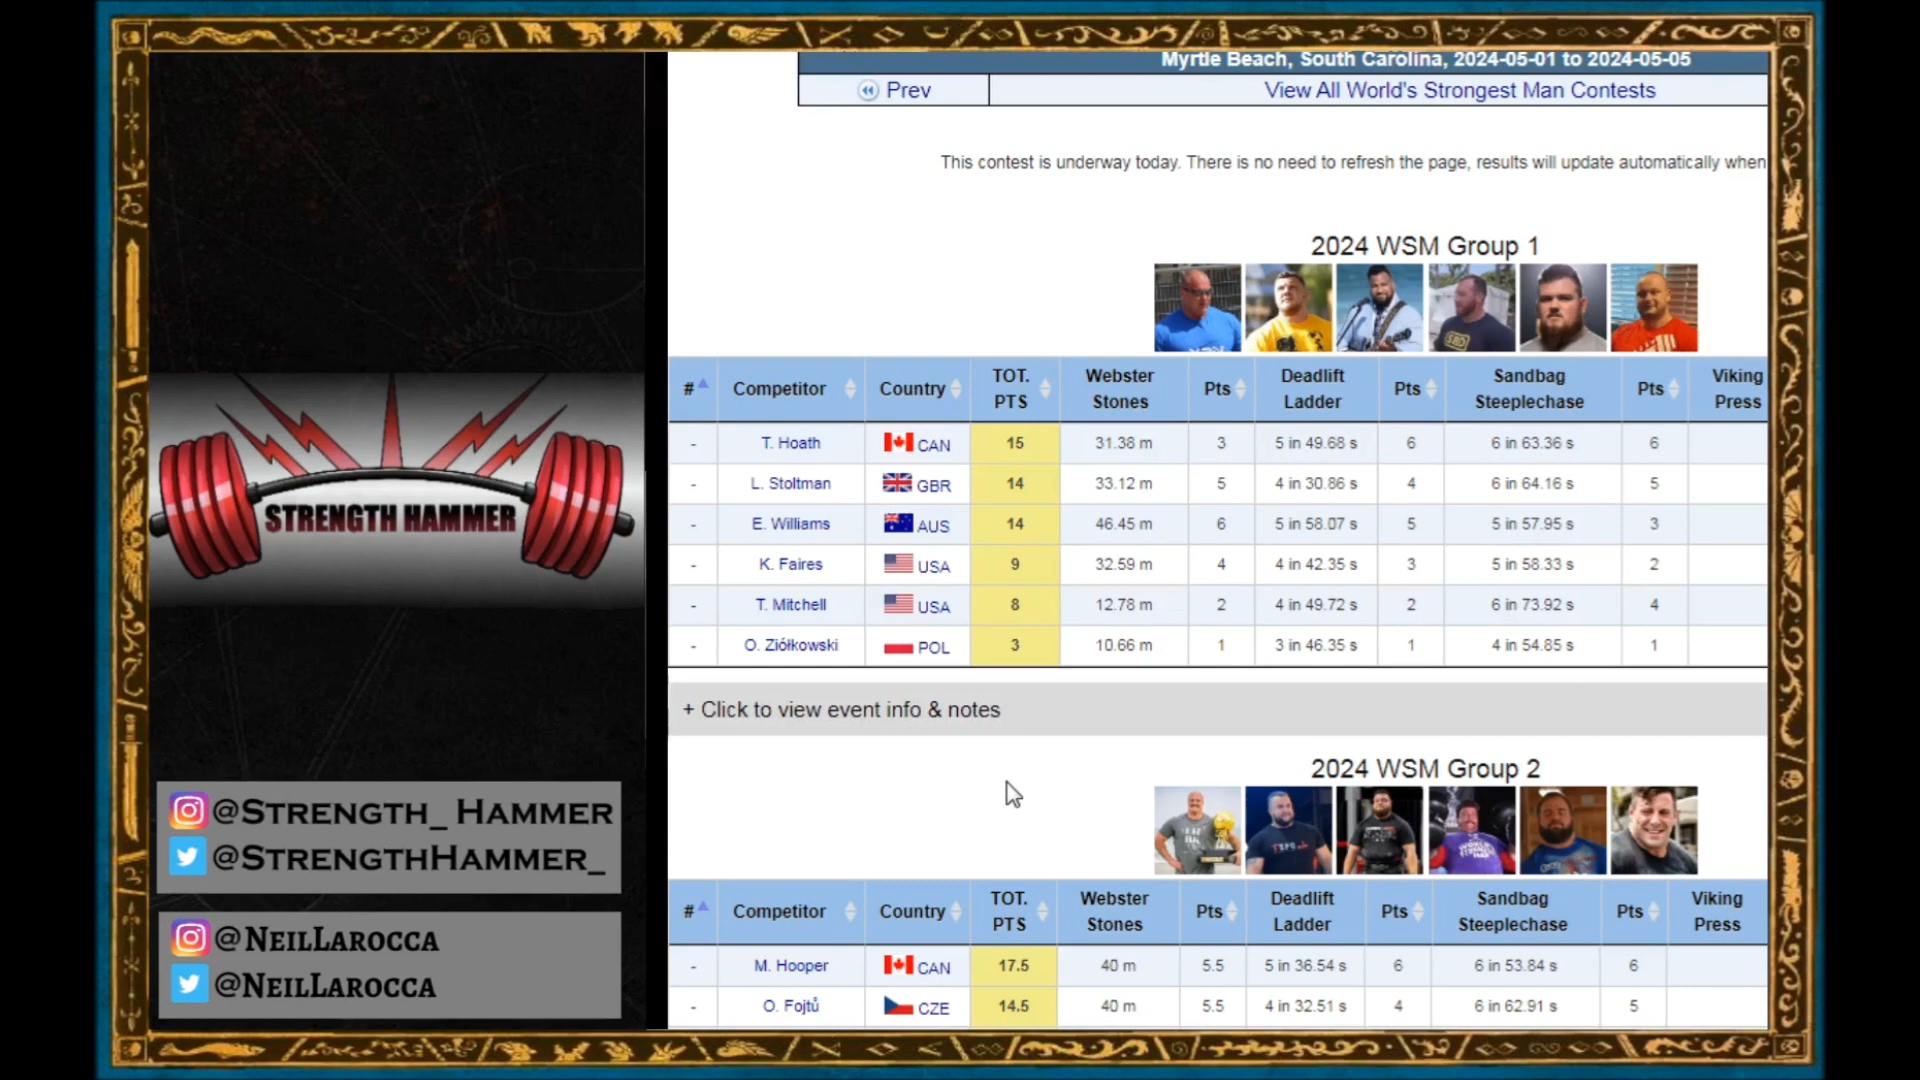 Myrtle Beach, South Carolina, 2024-05-01 to 2024-05-05
Prev
View All World's Strongest Man Contests
This contest is underway today. There is no need to refresh the page, results will update automatically when
2024 WSM Group 1
# Competitor Country TOT. PTS Webster Stones Pts Deadlift Ladder Pts Sandbag Steeplechase Pts Viking Press
- T. Hoath CAN 15 31.38 m 3 5 in 49.68 s 6 6 in 63.36 s 6
- L. Stoltman GBR 14 33.12 m 5 4 in 30.86 s 4 6 in 64.16 s 5
- E. Williams AUS 14 46.45 m 6 5 in 58.07 s 5 5 in 57.95 s 3
- K. Faires USA 9 32.59 m 4 4 in 42.35 s 3 5 in 58.33 s 2
- T. Mitchell USA 8 12.78 m 2 4 in 49.72 s 2 6 in 73.92 s 4
- O. Ziółkowski POL 3 10.66 m 1 3 in 46.35 s 1 4 in 54.85 s 1
+ Click to view event info & notes
2024 WSM Group 2
# Competitor Country TOT. PTS Webster Stones Pts Deadlift Ladder Pts Sandbag Steeplechase Pts Viking Press
- M. Hooper CAN 17.5 40 m 5.5 5 in 36.54 s 6 6 in 53.84 s 6
- O. Fojtů CZE 14.5 40 m 5.5 4 in 32.51 s 4 6 in 62.91 s 5
STRENGTH HAMMER
@STRENGTH_HAMMER
@STRENGTHHAMMER_
@NEILLAROCCA
@NEILLAROCCA